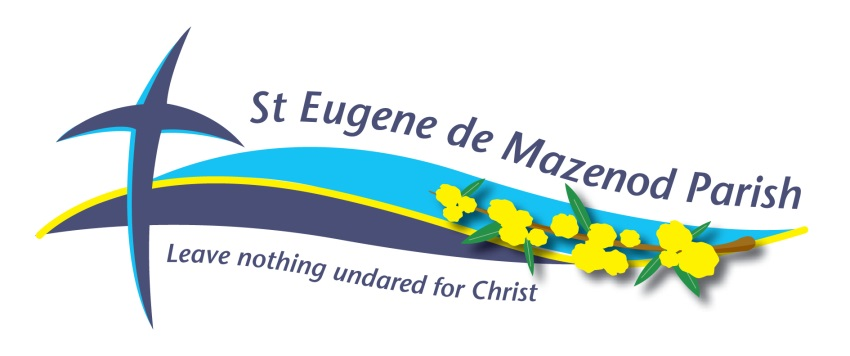 St Eugene de Mazenod Parish
Leave nothing undared for Christ